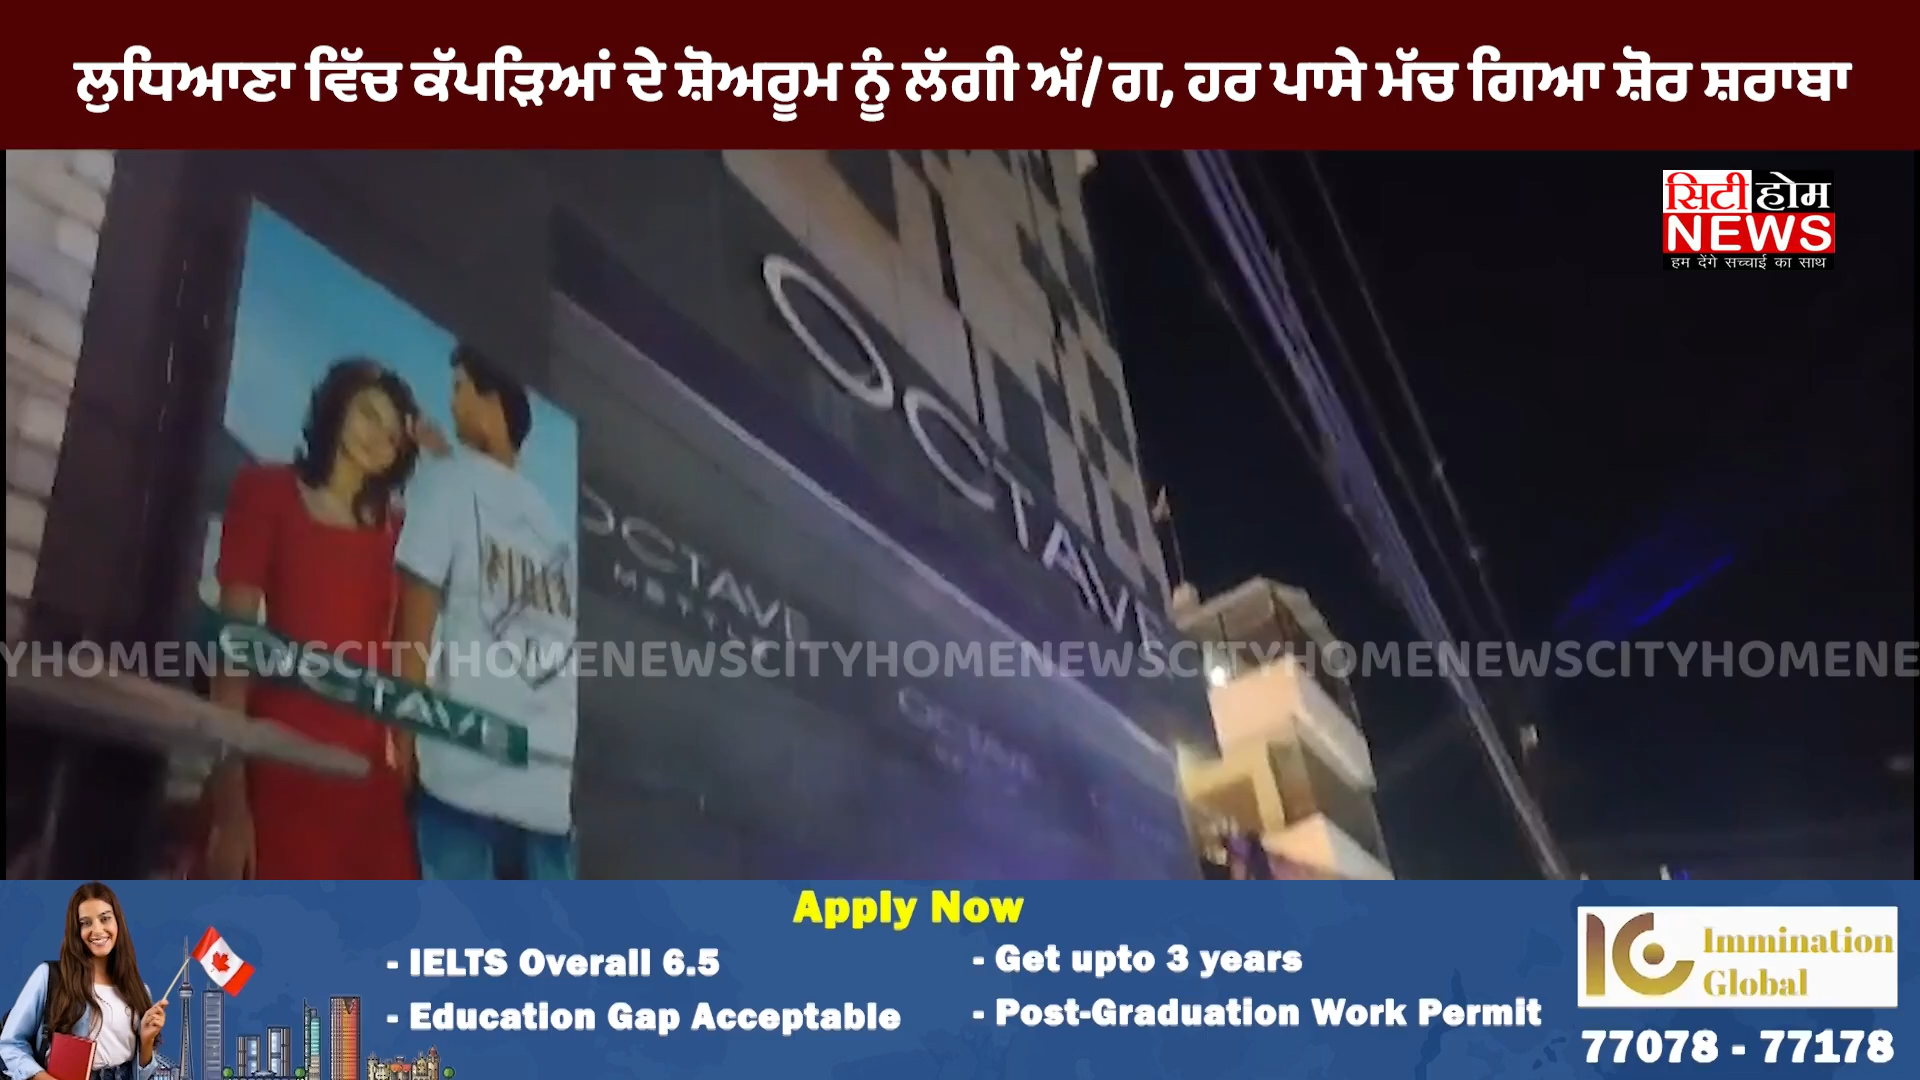 ਲੁਧਿਆਣਾ ਵਿੱਚ ਕੱਪੜਿਆਂ ਦੇ ਸ਼ੋਅਰੂਮ ਨੂੰ ਲੱਗੀ ਅੱ/ਗ, ਹਰ ਪਾਸੇ ਮੱਚ ਗਿਆ ਸ਼ੋਰ ਸ਼ਰਾਬਾ
सिटी होम
NEWS
हम देंगे सच्चाई का साथ
OCTAVE
OCTAVE
OCTAVE
YHOMENEWSCITYHOMENEWSCITYHOMENEWSCITYHOMENEWSCITYHOMENE
Apply Now
- IELTS Overall 6.5
- Education Gap Acceptable
- Get upto 3 years
- Post-Graduation Work Permit
IG Immination
Global
77078 - 77178